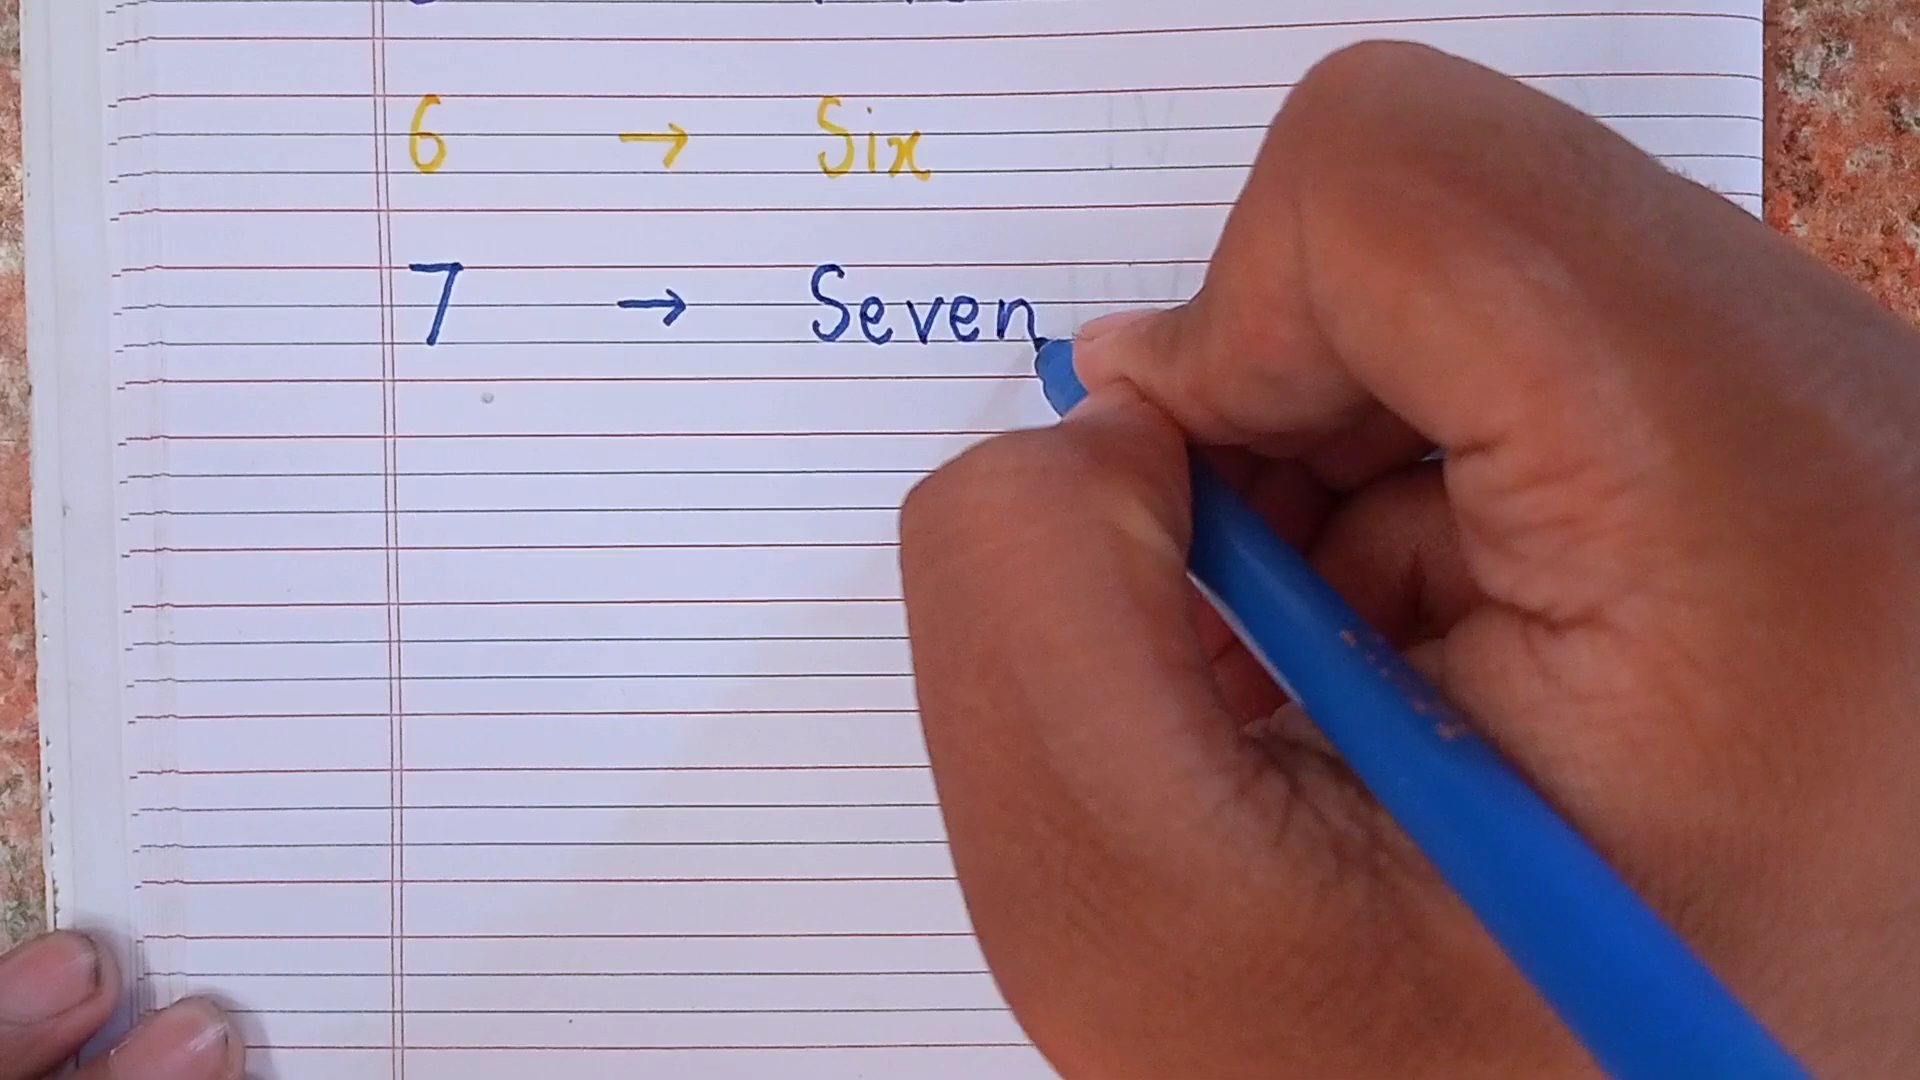 6 → Six
7 → Seven